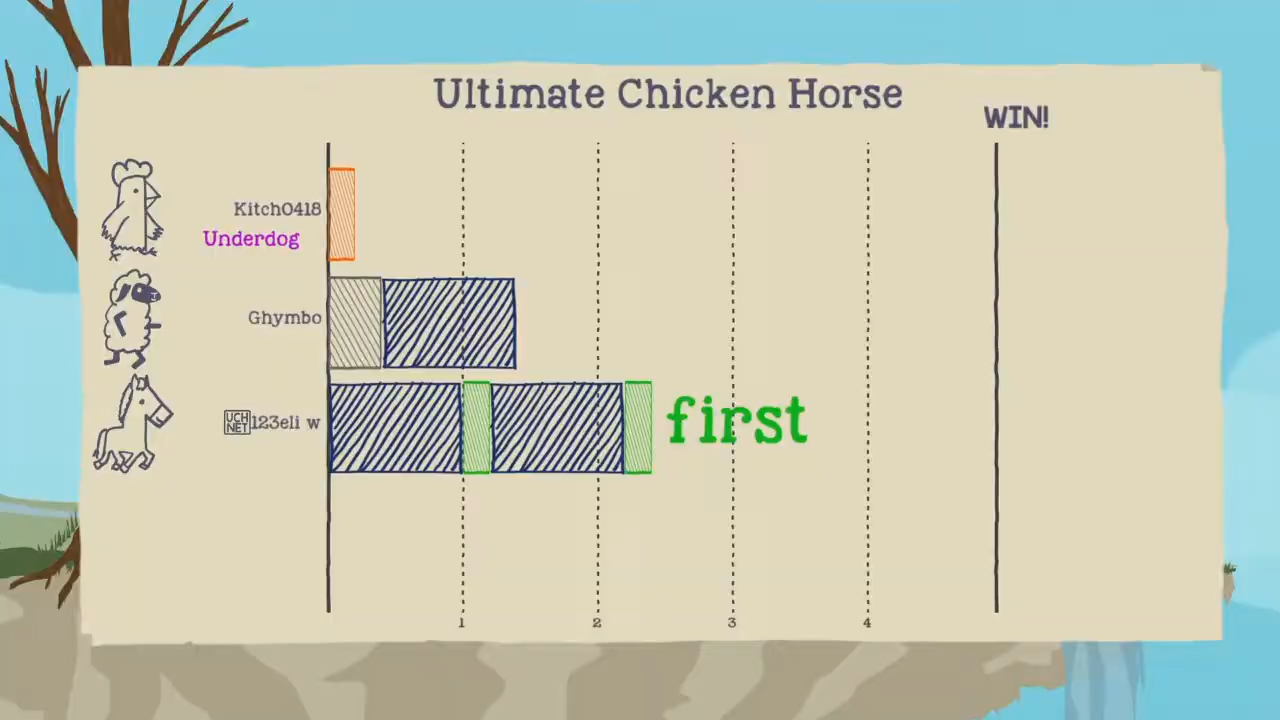 Ultimate Chicken Horse
WIN!
Kitch0418
Underdog
Ghymbo
UCH
NET
123eli w
first
1 2 3 4